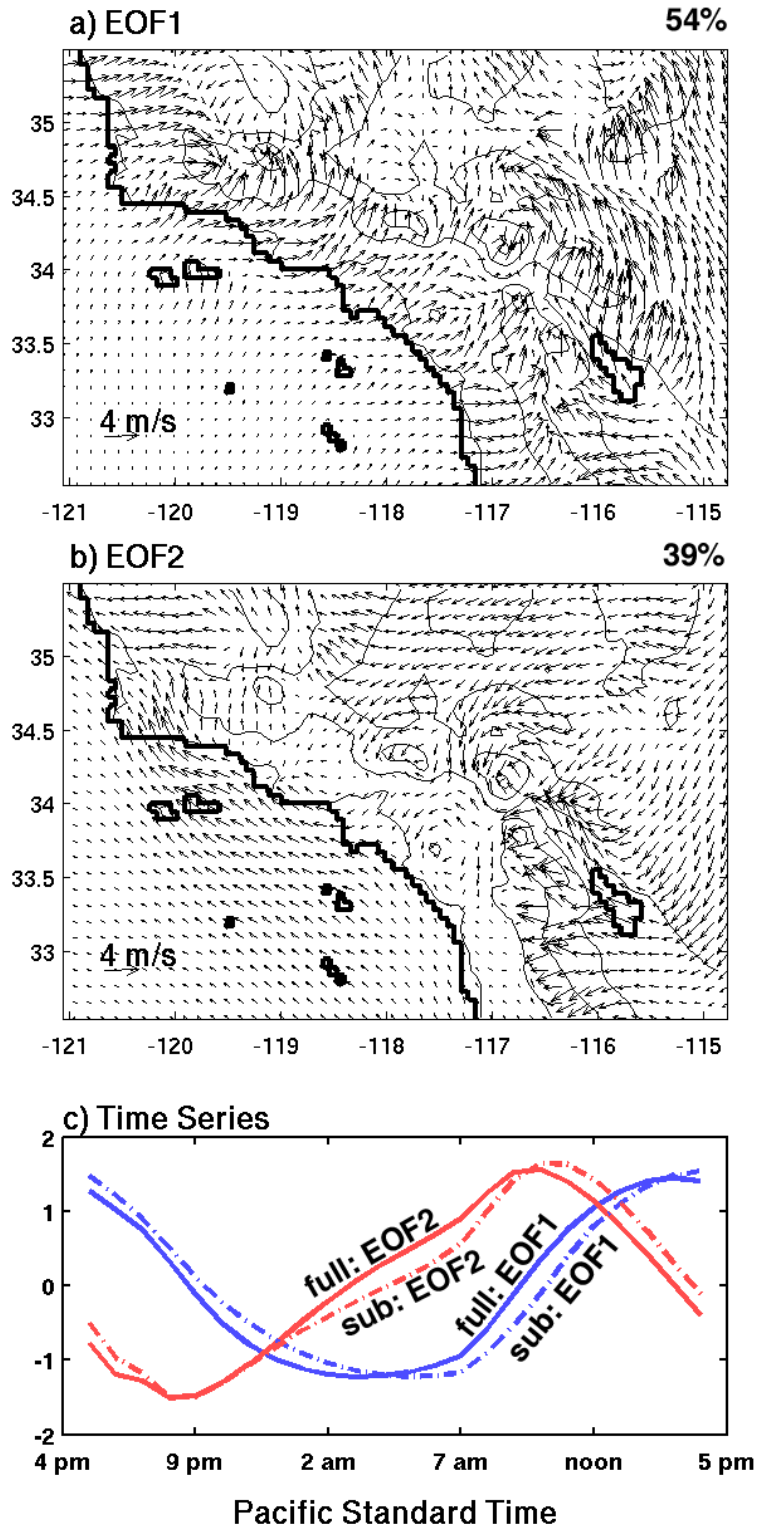 a) EOF1 54%
35
34.5
34
33.5
33
4 m/s
-121 -120 -119 -118 -117 -116 -115
b) EOF2 39%
35
34.5
34
33.5
33
4 m/s
-121 -120 -119 -118 -117 -116 -115
c) Time Series
2
1
0
-1
-2
full: EOF2
sub: EOF2
full: EOF1
sub: EOF1
4 pm 9 pm 2 am 7 am noon 5 pm
Pacific Standard Time